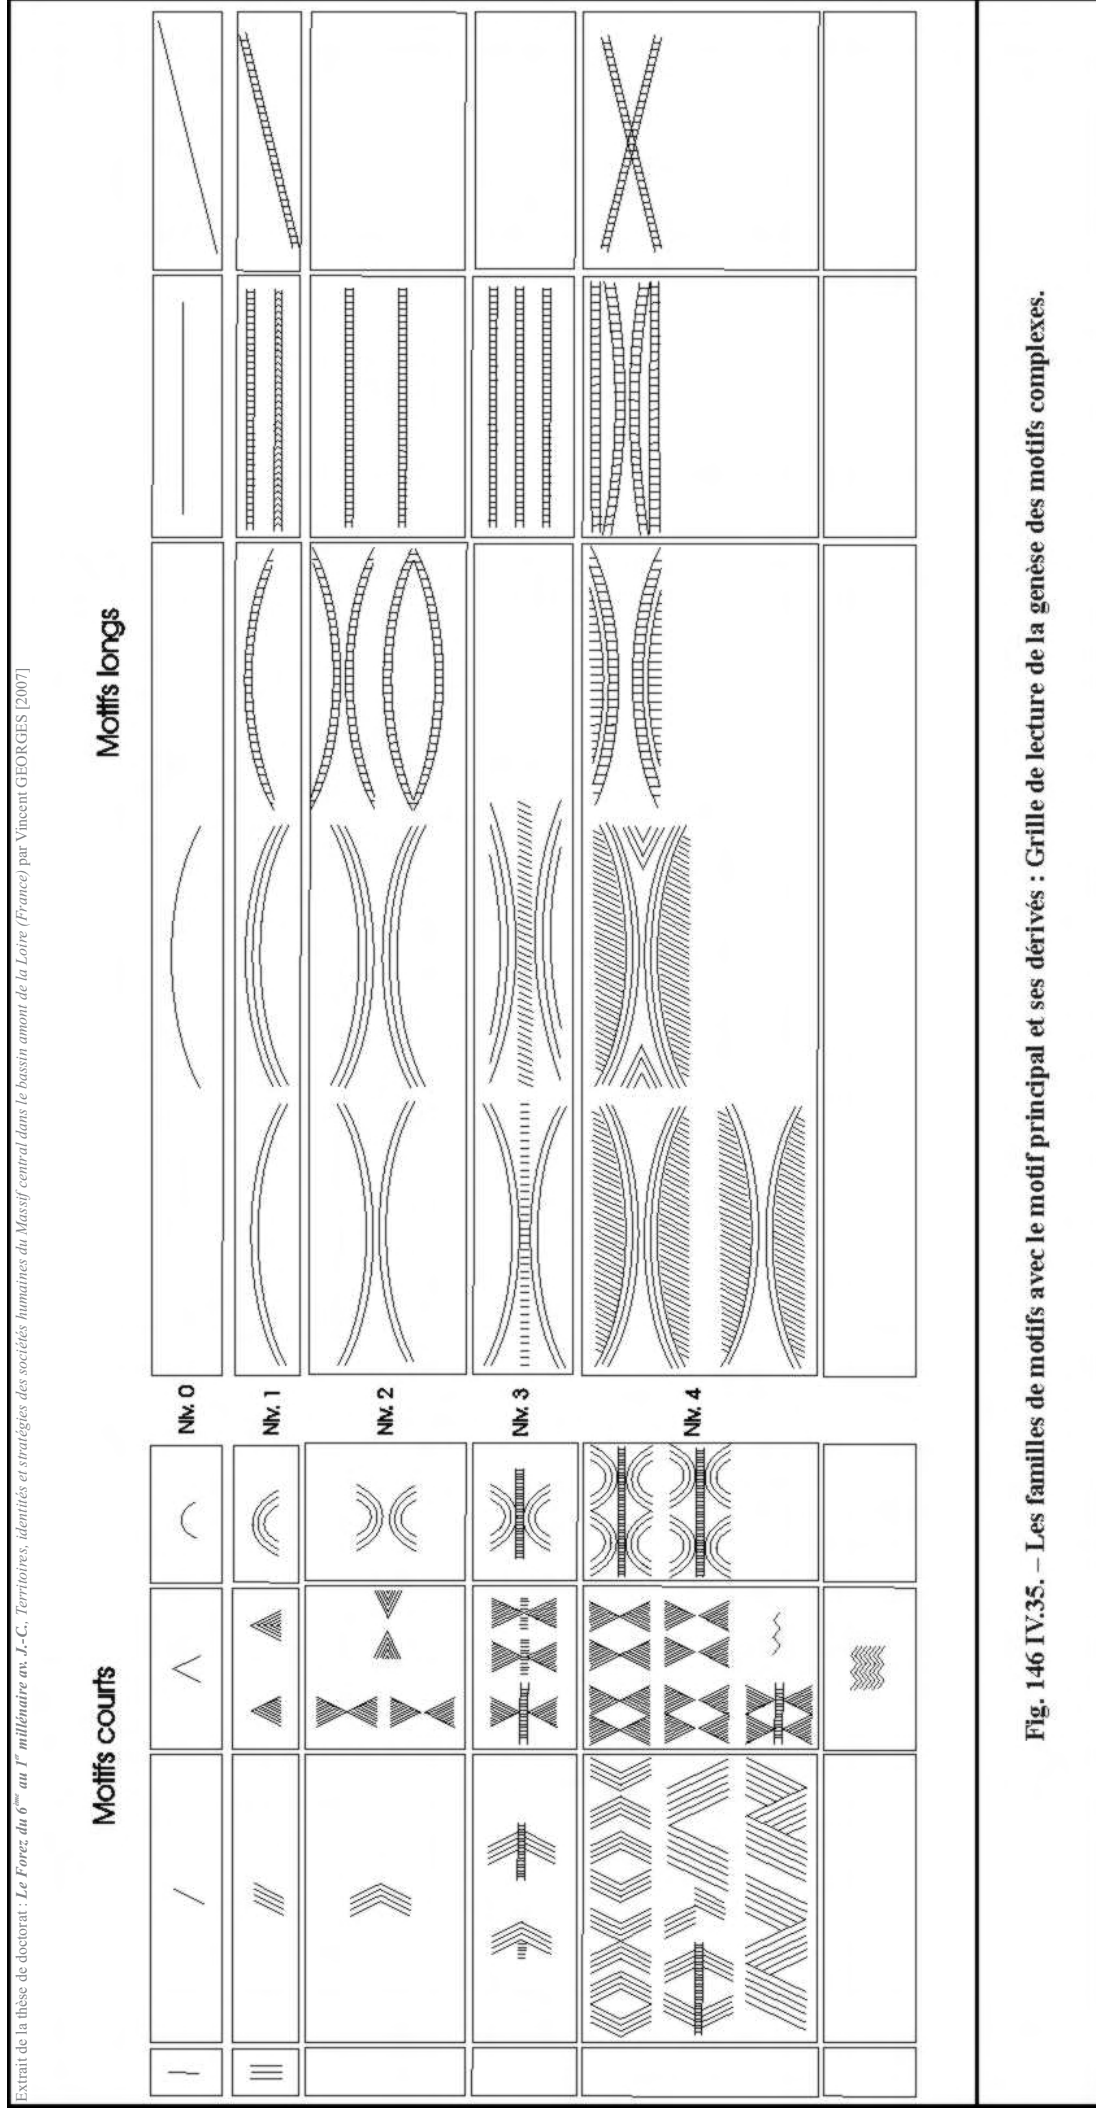 Extrait de la thèse de doctorat : Le Forez du 6ème au 1er millénaire av. J.-C., Territoires, identités et stratégies des sociétés humaines du Massif central dans le bassin amont de la Loire (France) par Vincent GEORGES [2007]
Motifs courts
Motifs longs
Niv. 0
Niv. 1
Niv. 2
Niv. 3
Niv. 4
Fig. 146 IV.35. – Les familles de motifs avec le motif principal et ses dérivés : Grille de lecture de la genèse des motifs complexes.